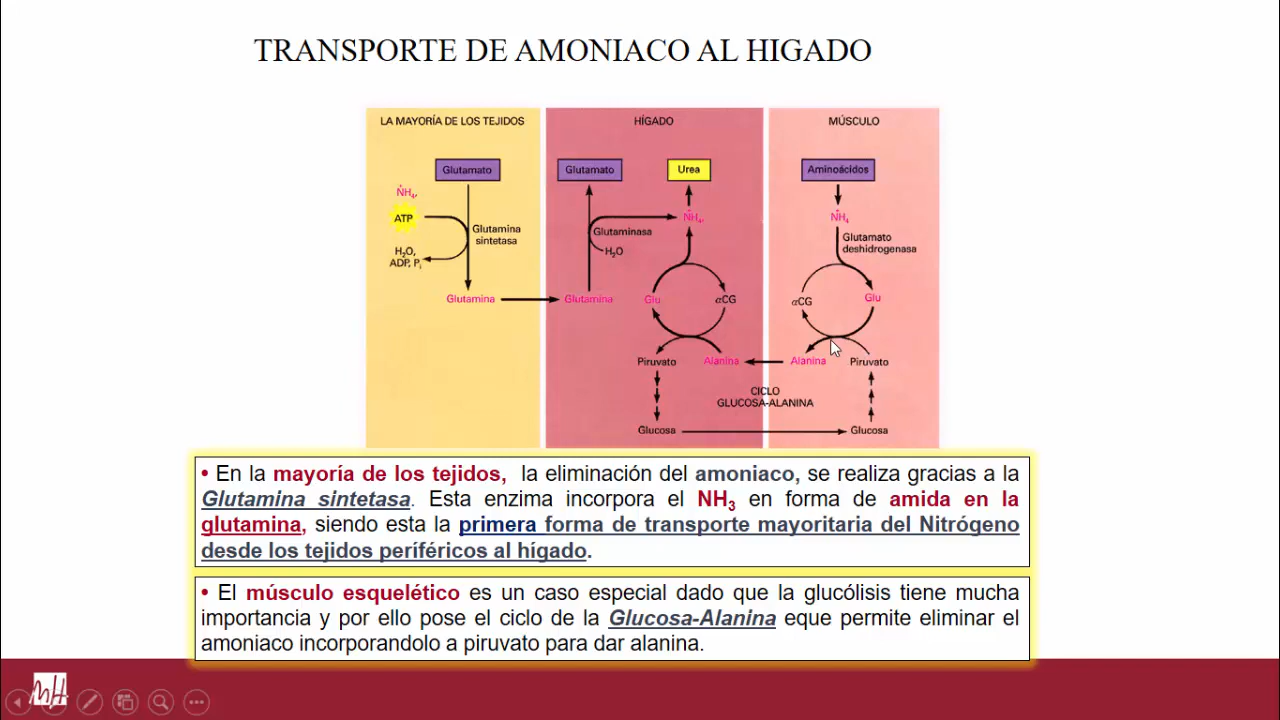 TRANSPORTE DE AMONIACO AL HIGADO
LA MAYORÍA DE LOS TEJIDOS
HÍGADO
MÚSCULO
Glutamato
Glutamato
Urea
Aminoácidos
NH₄,
NH₄,
NH₄
ATP
Glutamina
sintetasa
Glutaminasa
Glutamato
deshidrogenasa
H₂O,
ADP, Pᵢ
H₂O
Glutamina
Glutamina
Glu
αCG
αCG
Glu
Piruvato
Alanina
Alanina
Piruvato
CICLO
GLUCOSA-ALANINA
Glucosa
Glucosa
• En la mayoría de los tejidos, la eliminación del amoniaco, se realiza gracias a la
Glutamina sintetasa. Esta enzima incorpora el NH₃ en forma de amida en la
glutamina, siendo esta la primera forma de transporte mayoritaria del Nitrógeno
desde los tejidos periféricos al hígado.
• El músculo esquelético es un caso especial dado que la glucólisis tiene mucha
importancia y por ello pose el ciclo de la Glucosa-Alanina eque permite eliminar el
amoniaco incorporandolo a piruvato para dar alanina.